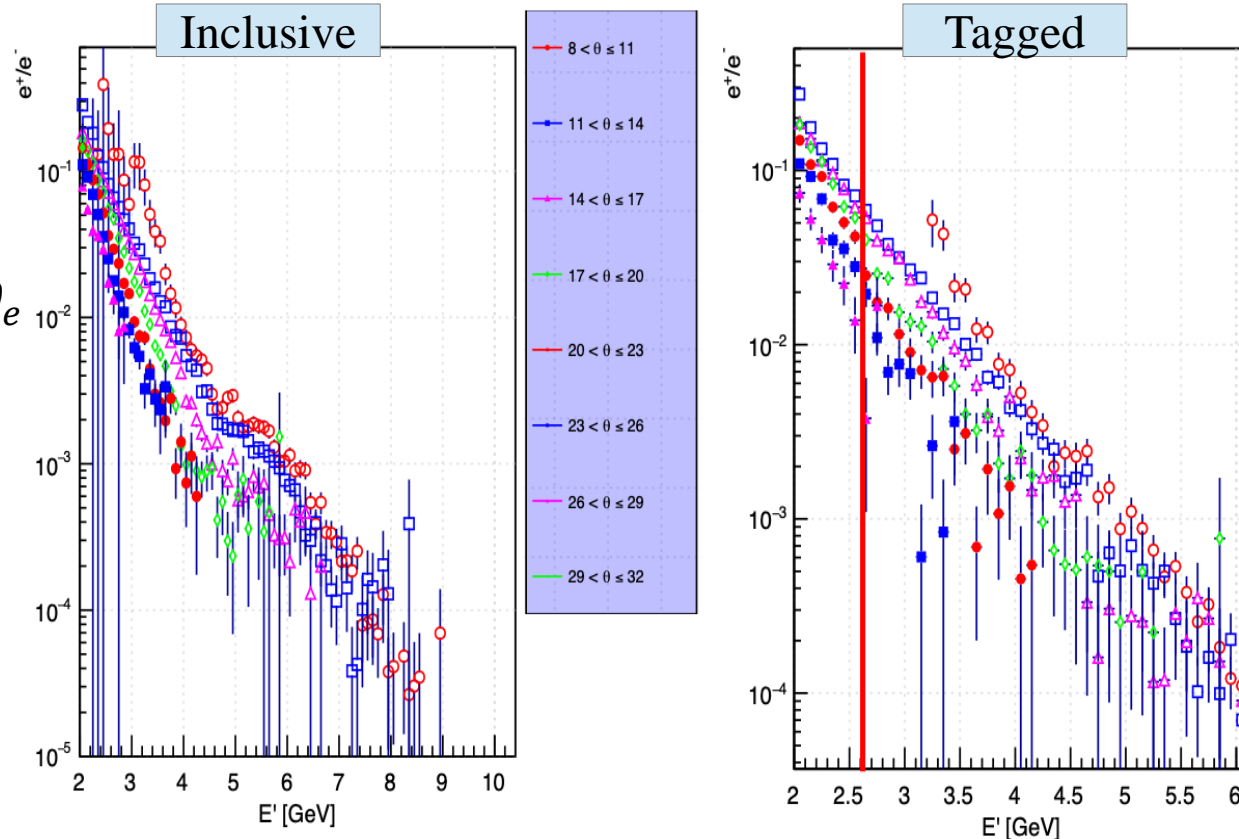 Inclusive
e⁺/e⁻
10⁻¹
10⁻²
10⁻³
10⁻⁴
10⁻⁵
2 3 4 5 6 7 8 9 10
E' [GeV]
e
8 < θ ≤ 11
11 < θ ≤ 14
14 < θ ≤ 17
17 < θ ≤ 20
20 < θ ≤ 23
23 < θ ≤ 26
26 < θ ≤ 29
29 < θ ≤ 32
Tagged
e⁺/e⁻
10⁻¹
10⁻²
10⁻³
10⁻⁴
2 2.5 3 3.5 4 4.5 5 5.5
E' [GeV]